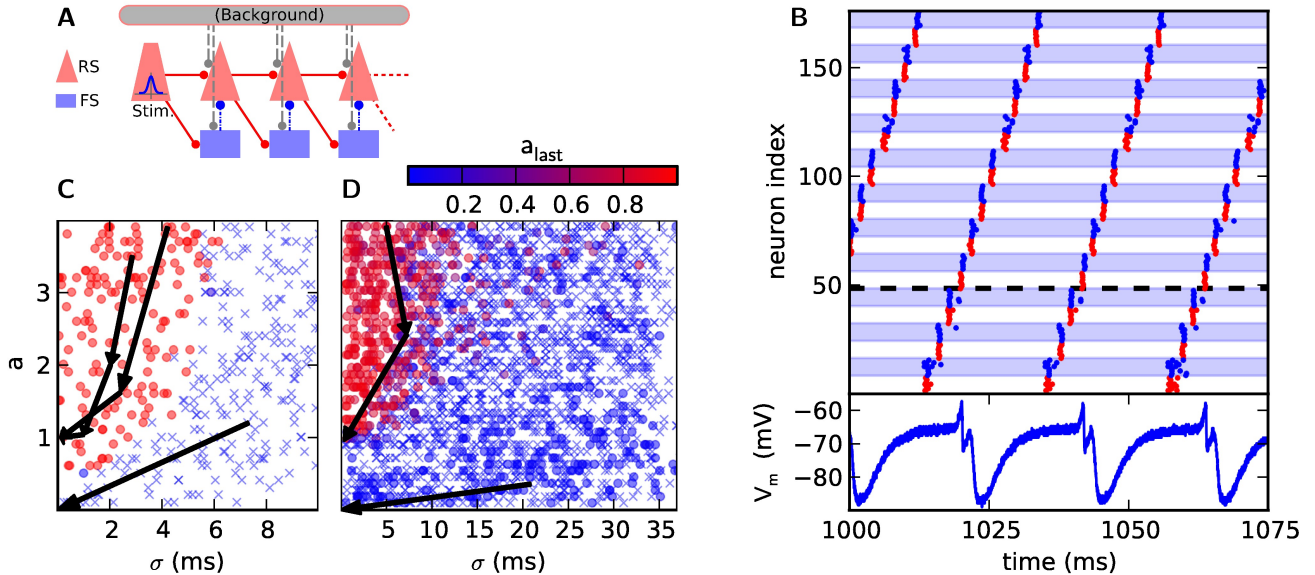 A
(Background)
RS
FS
Stim.
a_last
0.2 0.4 0.6 0.8
C
D
a
3
2
1
2 4 6 8
σ (ms)
5 10 15 20 25 30 35
σ (ms)
B
neuron index
150
100
50
V_m (mV)
−60
−70
−80
1000 1025 1050 1075
time (ms)